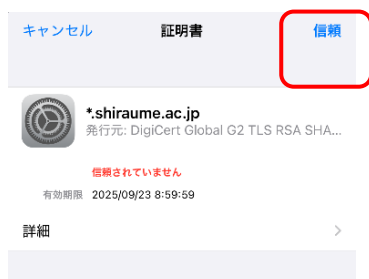 キャンセル 証明書 信頼
*.shiraume.ac.jp
発行元: DigiCert Global G2 TLS RSA SHA...
信頼されていません
有効期限 2025/09/23 8:59:59
詳細